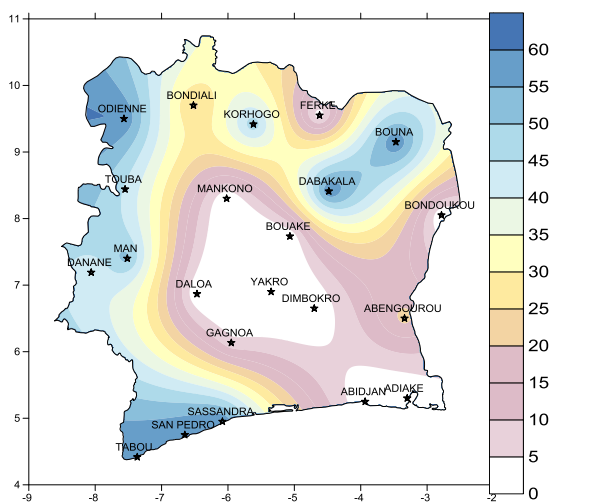 11
60
10
BONDIALI
55
ODIENNE
FERKE
KORHOGO
50
BOUNA
9
45
TOUBA
DABAKALA
MANKONO
40
BONDOUKOU
8
BOUAKE
35
MAN
DANANE
30
DALOA
YAKRO
7
DIMBOKRO
25
ABENGOUROU
GAGNOA
20
6
15
ABIDJAN
ADIAKE
SASSANDRA
10
5
SAN PEDRO
TABOU
5
4
0
-9
-8
-7
-6
-5
-4
-3
-2